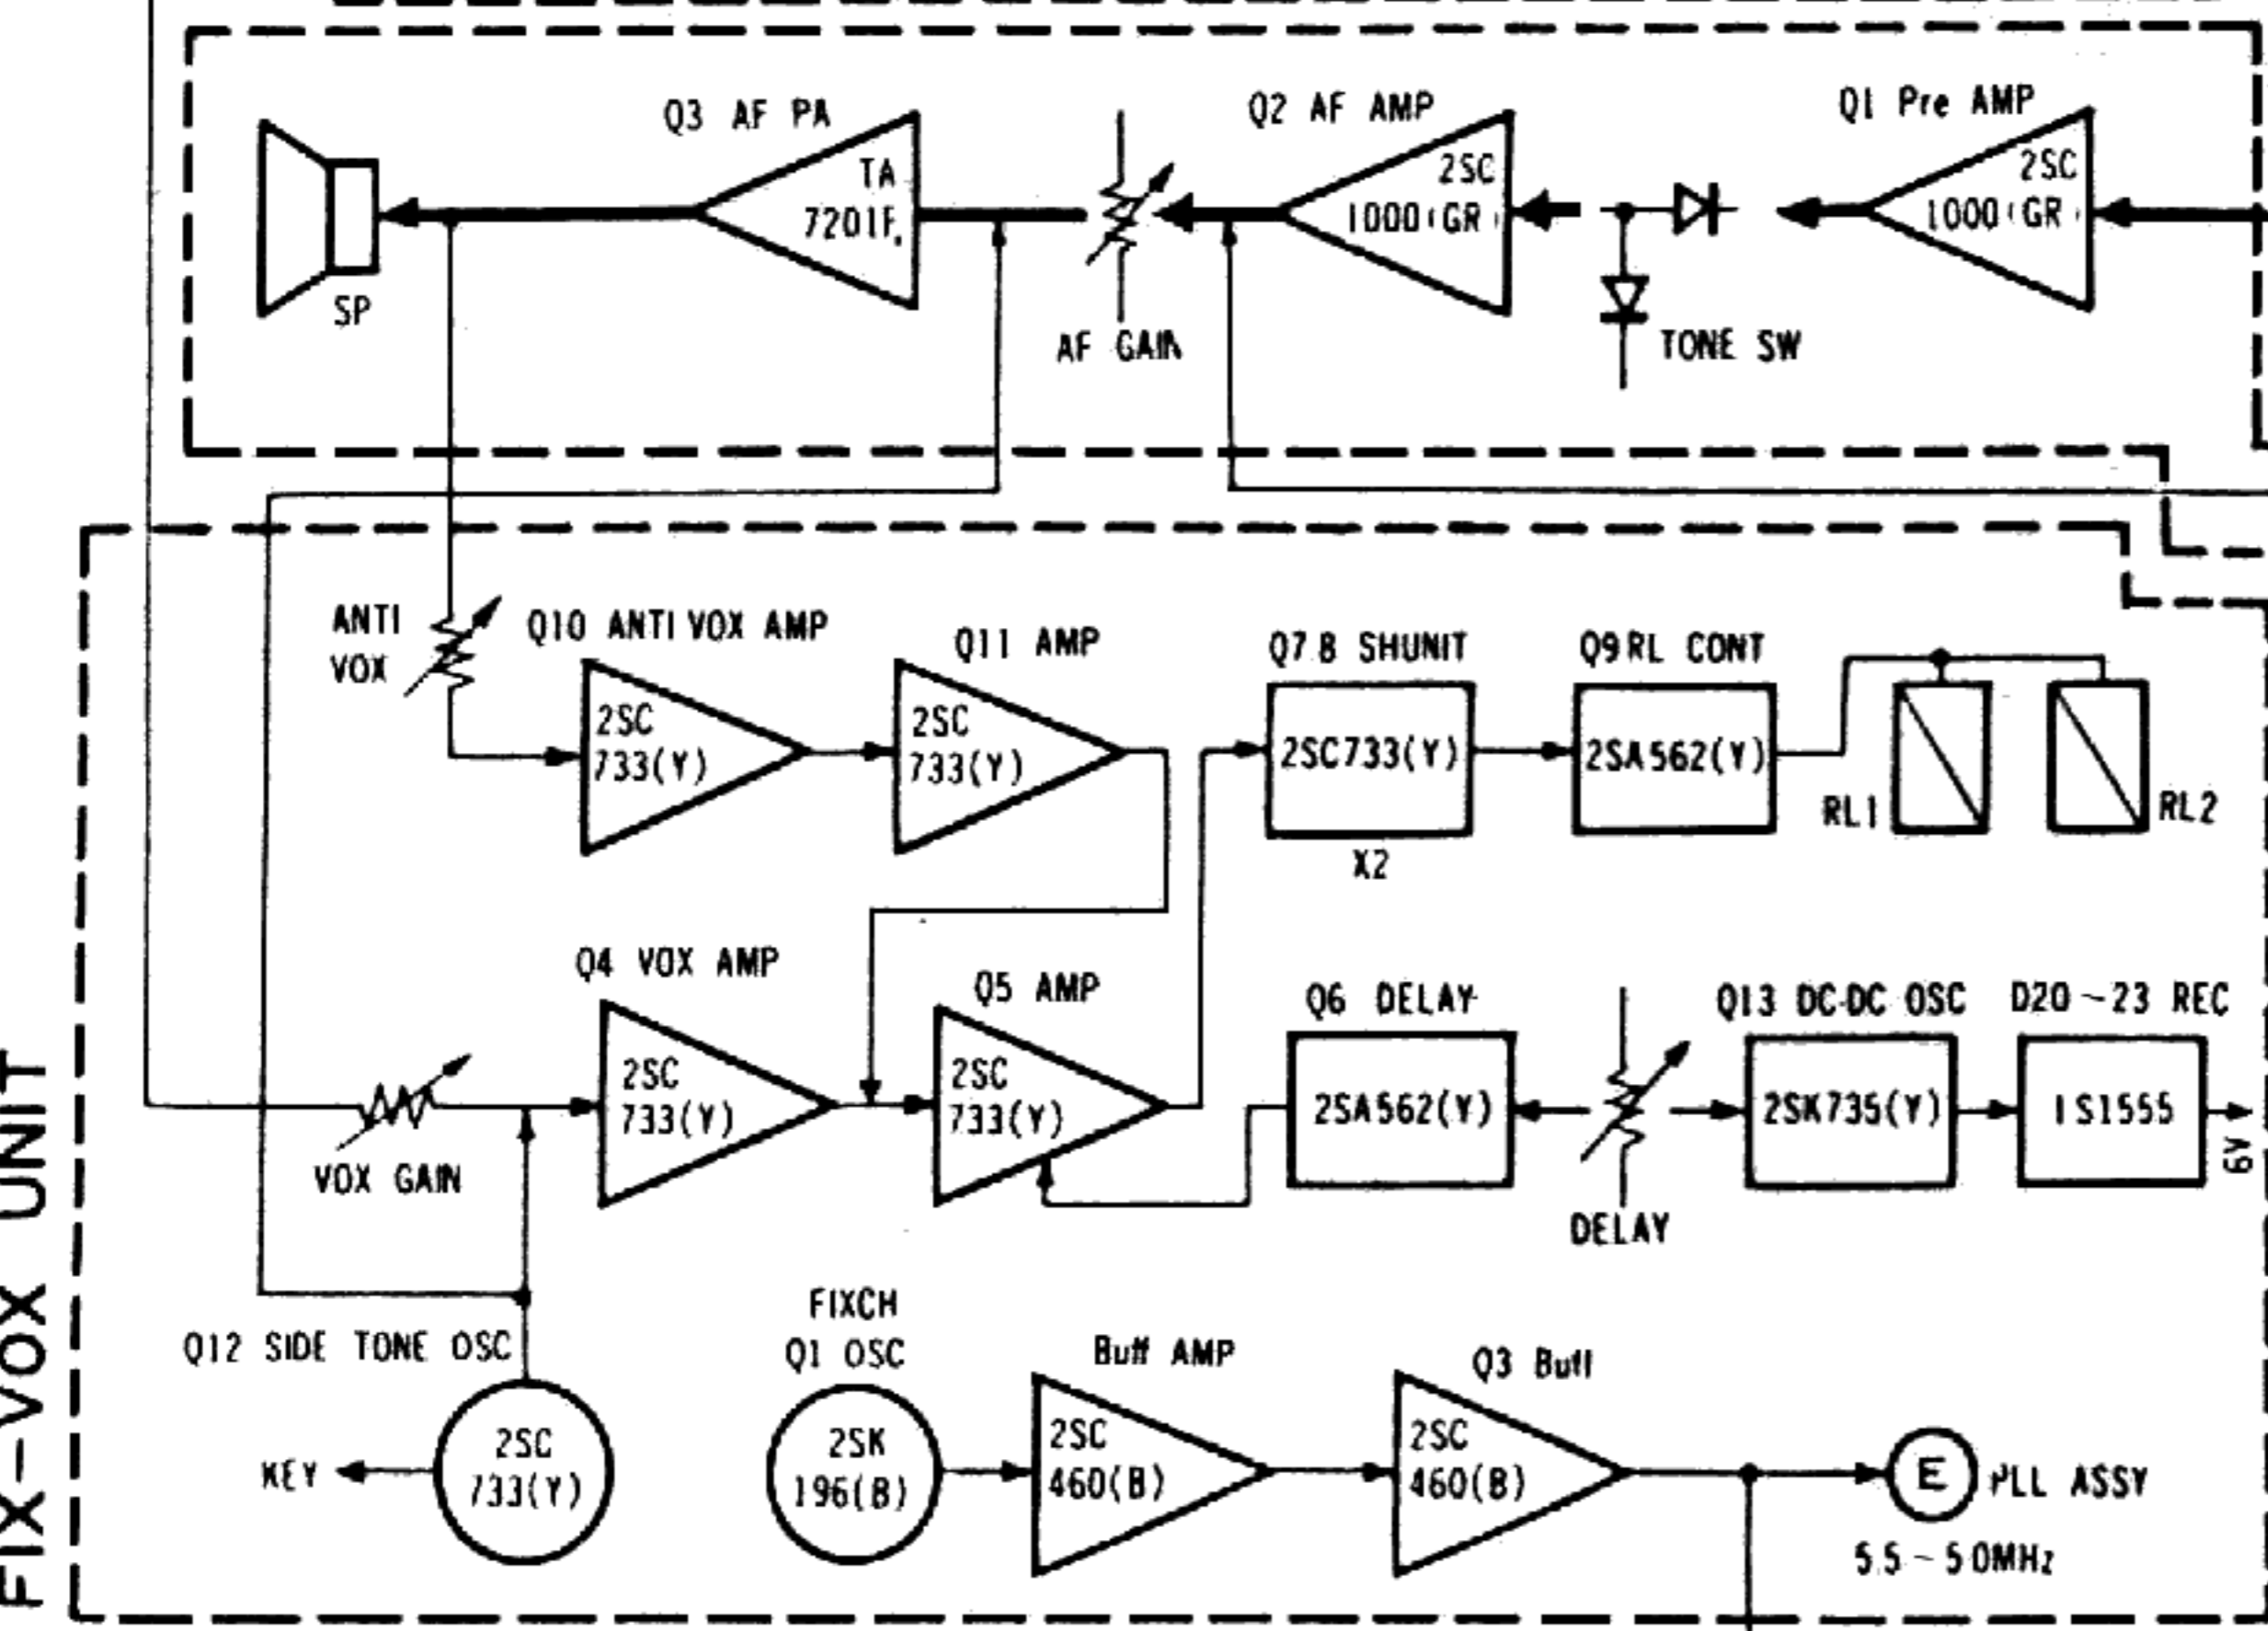 Q3 AF PA
Q2 AF AMP
Q1 Pre AMP
TA
7201F.
2SC
1000(GR)
2SC
1000(GR)
SP
AF GAIN
TONE SW
ANTI
VOX
Q10 ANTI VOX AMP
Q11 AMP
Q7.8 SHUNIT
Q9 RL CONT
2SC
733(Y)
2SC
733(Y)
2SC733(Y)
2SA562(Y)
RL1
RL2
X2
Q4 VOX AMP
Q5 AMP
Q6 DELAY
Q13 DC-DC OSC
D20~23 REC
2SC
733(Y)
2SC
733(Y)
2SA562(Y)
2SK735(Y)
1S1555
6V
VOX GAIN
DELAY
FIX-VOX UNIT
Q12 SIDE TONE OSC
FIXCH
Q1 OSC
Buff AMP
Q3 Buff
KEY
2SC
733(Y)
2SK
196(B)
2SC
460(B)
2SC
460(B)
E
PLL ASSY
5.5~5.0MHz